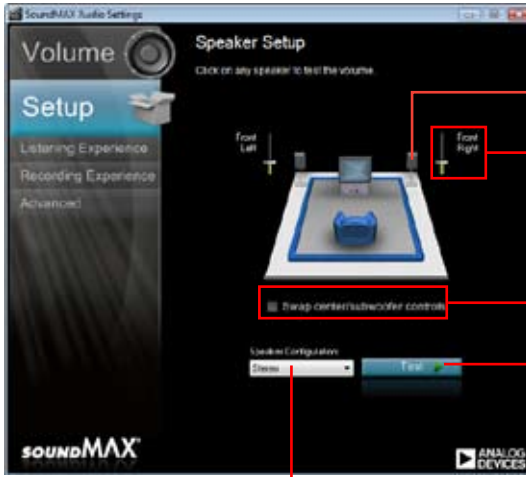 SoundMAX Audio Settings
Volume
Setup
Listening Experience
Recording Experience
Advanced
Speaker Setup
Click on any speaker to test the volume.
Front
Left
Front
Right
Swap center/subwoofer controls
Speaker Configuration:
Stereo
Test
SOUNDMAX
ANALOG
DEVICES